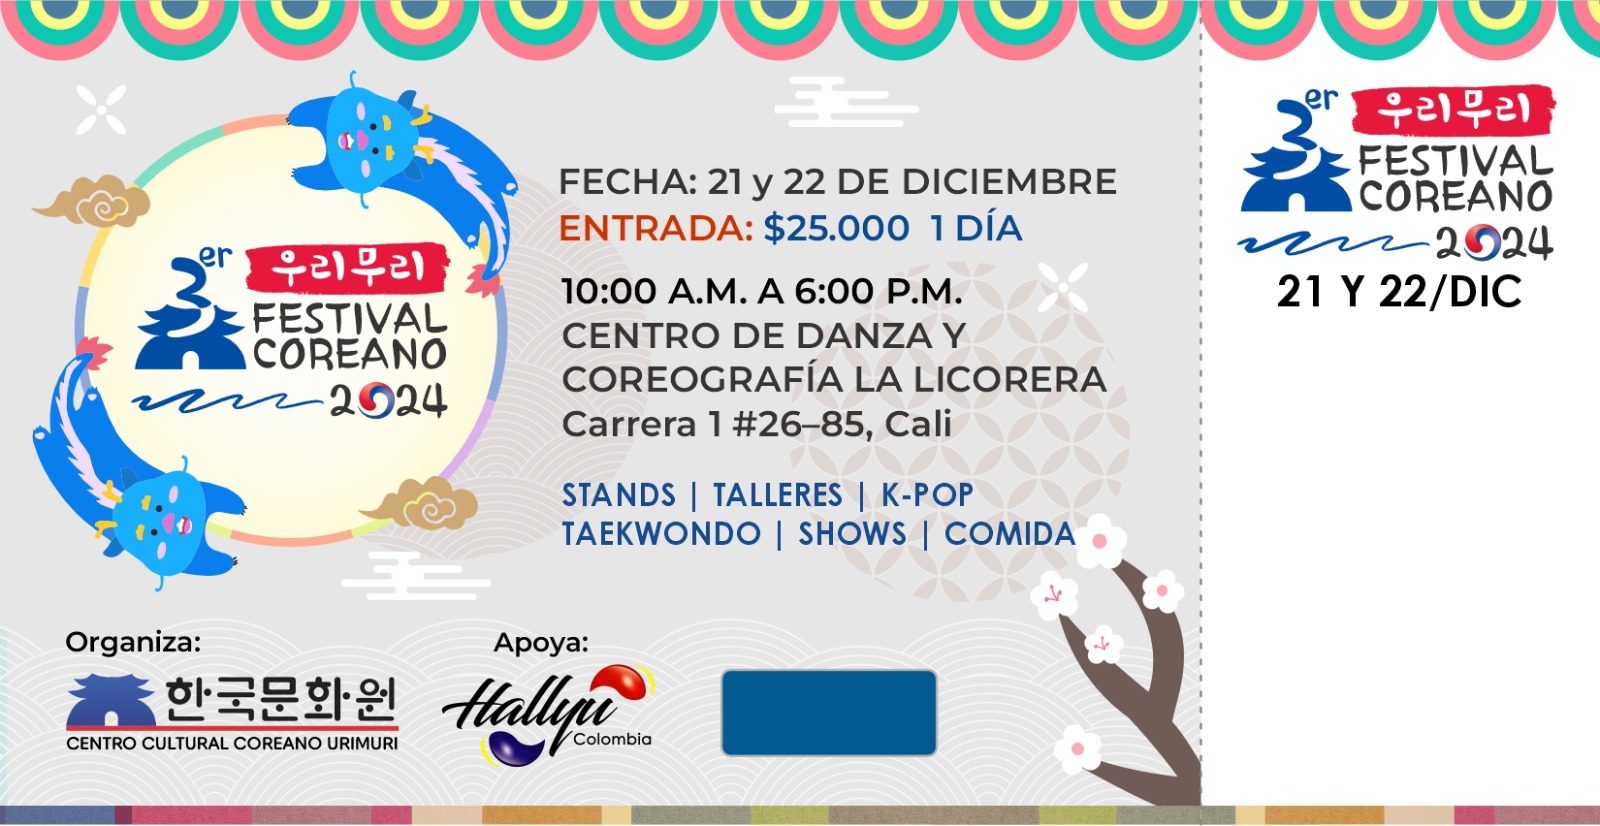 3er 우리무리
FESTIVAL
COREANO
2024
FECHA: 21 y 22 DE DICIEMBRE
ENTRADA: $25.000 1 DÍA
10:00 A.M. A 6:00 P.M.
CENTRO DE DANZA Y
COREOGRAFÍA LA LICORERA
Carrera 1 #26–85, Cali
STANDS | TALLERES | K-POP
TAEKWONDO | SHOWS | COMIDA
Organiza:
한국문화원
CENTRO CULTURAL COREANO URIMURI
Apoya:
Hallyu
Colombia
3er 우리무리
FESTIVAL
COREANO
2024
21 Y 22/DIC